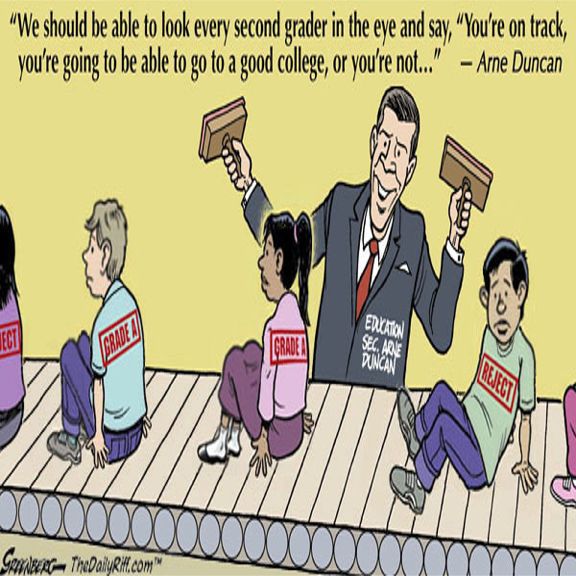 “We should be able to look every second grader in the eye and say, “You’re on track,
you’re going to be able to go to a good college, or you’re not...” — Arne Duncan
JECT
GRADE A
GRADE A
EDUCATION
SEC. ARNE
DUNCAN
REJECT
GREENBERG— TheDailyRiff.com™